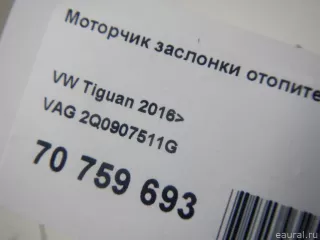 Моторчик заслонки отопите
VW Tiguan 2016>
VAG 2Q0907511G
70 759 693
eaural.ru